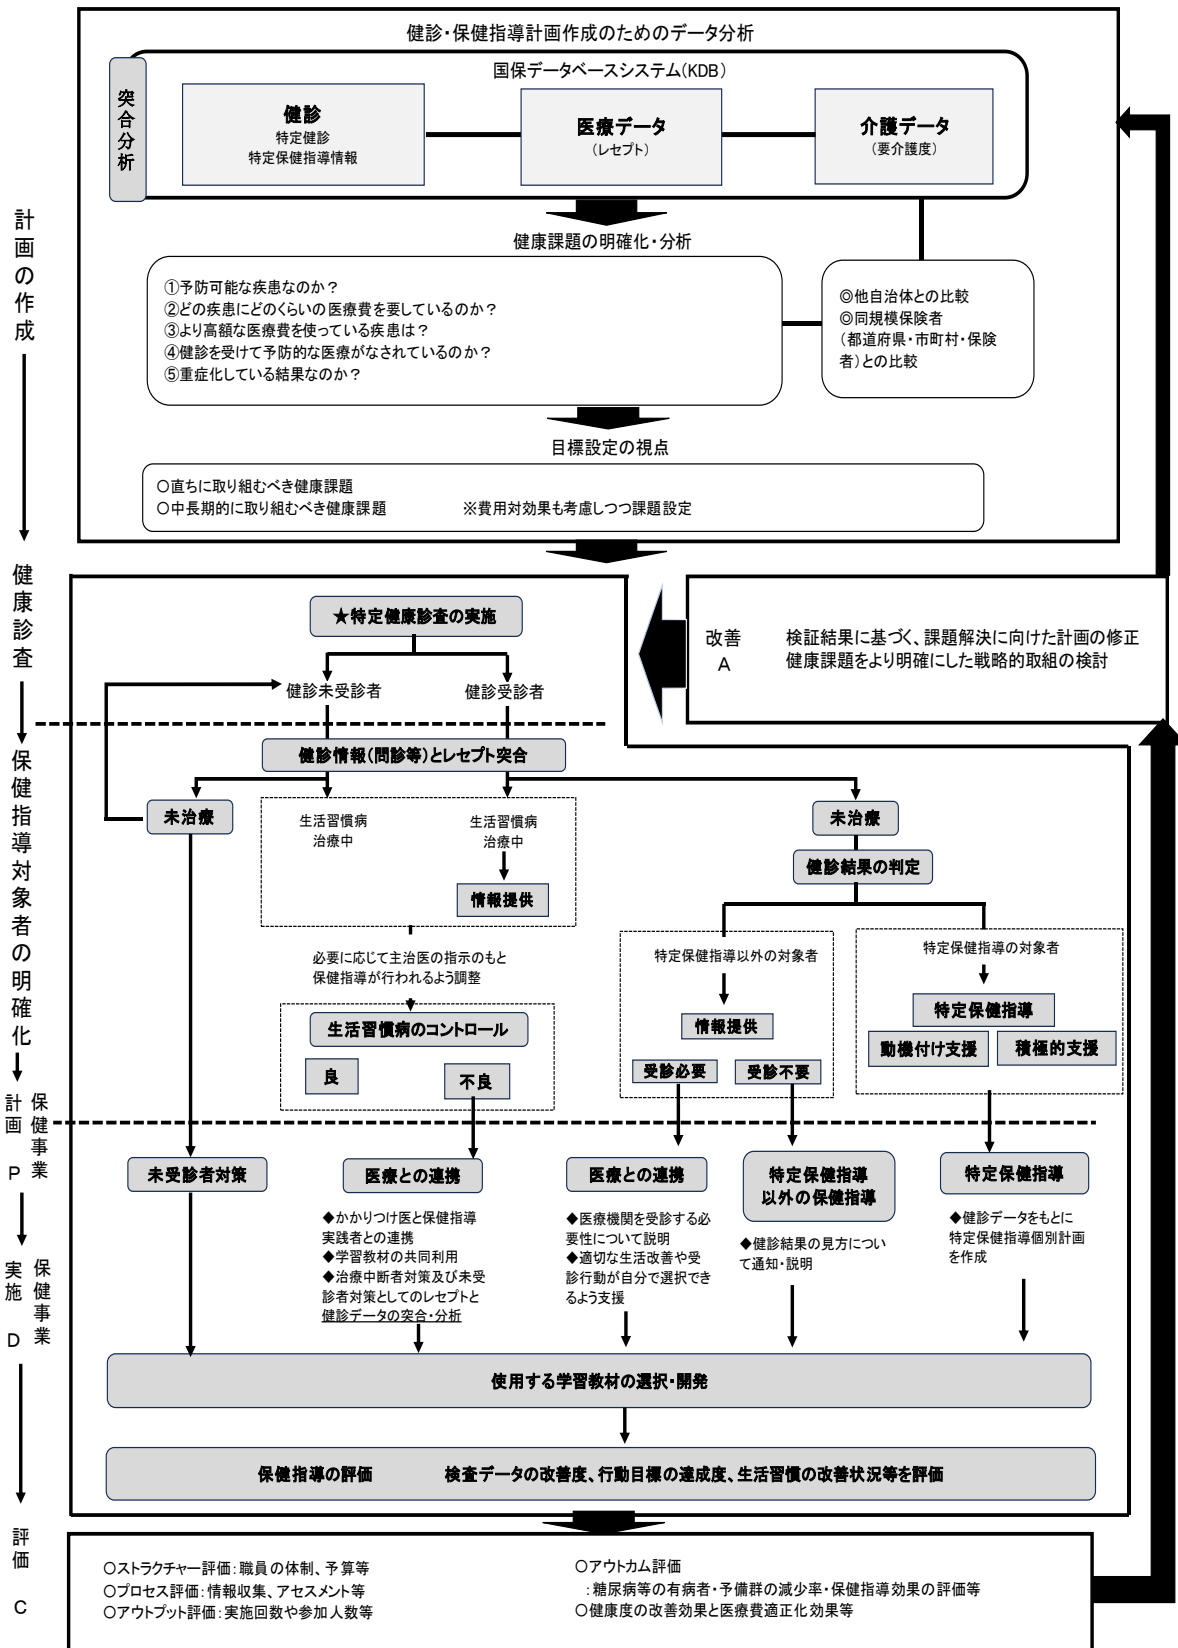 健診・保健指導計画作成のためのデータ分析
国保データベースシステム(KDB)
突合分析
健診
特定健診
特定保健指導情報
医療データ
(レセプト)
介護データ
(要介護度)
健康課題の明確化・分析
①予防可能な疾患なのか？
②どの疾患にどのくらいの医療費を要しているのか？
③より高額な医療費を使っている疾患は？
④健診を受けて予防的な医療がなされているのか？
⑤重症化している結果なのか？
◎他自治体との比較
◎同規模保険者
(都道府県・市町村・保険
者)との比較
目標設定の視点
○直ちに取り組むべき健康課題
○中長期的に取り組むべき健康課題　※費用対効果も考慮しつつ課題設定
計画の作成
健康診査
保健指導対象者の明確化
保健事業
計画 P
保健事業
実施 D
評価 C
改善
A
検証結果に基づく、課題解決に向けた計画の修正
健康課題をより明確にした戦略的取組の検討
★特定健康診査の実施
健診未受診者
健診受診者
健診情報(問診等)とレセプト突合
未治療
生活習慣病
治療中
生活習慣病
治療中
情報提供
未治療
健診結果の判定
必要に応じて主治医の指示のもと
保健指導が行われるよう調整
生活習慣病のコントロール
良
不良
特定保健指導以外の対象者
情報提供
受診必要
受診不要
特定保健指導の対象者
特定保健指導
動機付け支援
積極的支援
未受診者対策
医療との連携
◆かかりつけ医と保健指導
実践者との連携
◆学習教材の共同利用
◆治療中断者対策及び未受
診者対策としてのレセプトと
健診データの突合・分析
医療との連携
◆医療機関を受診する必
要性について説明
◆適切な生活改善や受
診行動が自分で選択でき
るよう支援
特定保健指導
以外の保健指導
◆健診結果の見方につい
て通知・説明
特定保健指導
◆健診データをもとに
特定保健指導個別計画
を作成
使用する学習教材の選択・開発
保健指導の評価　検査データの改善度、行動目標の達成度、生活習慣の改善状況等を評価
○ストラクチャー評価：職員の体制、予算等
○プロセス評価：情報収集、アセスメント等
○アウトプット評価：実施回数や参加人数等
○アウトカム評価
：糖尿病等の有病者・予備群の減少率・保健指導効果の評価等
○健康度の改善効果と医療費適正化効果等